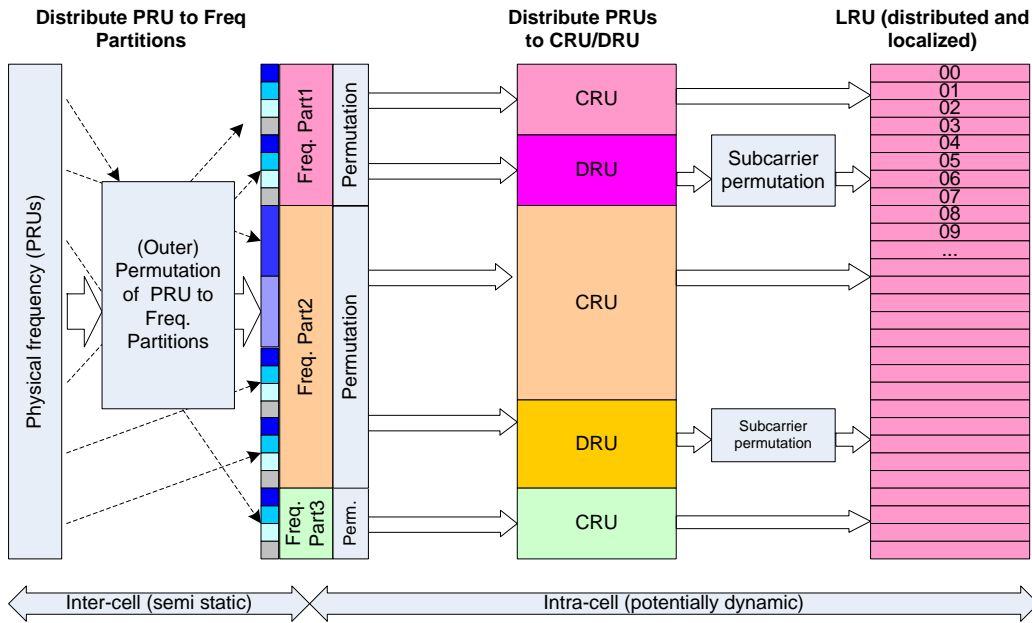 Distribute PRU to Freq
Partitions
Distribute PRUs
to CRU/DRU
LRU (distributed and
localized)
Physical frequency (PRUs)
(Outer)
Permutation
of PRU to
Freq.
Partitions
Freq. Part1
Permutation
Freq. Part2
Permutation
Freq.
Part3
Perm.
CRU
DRU
CRU
DRU
CRU
Subcarrier
permutation
Subcarrier
permutation
00
01
02
03
04
05
06
07
08
09
...
Inter-cell (semi static)
Intra-cell (potentially dynamic)